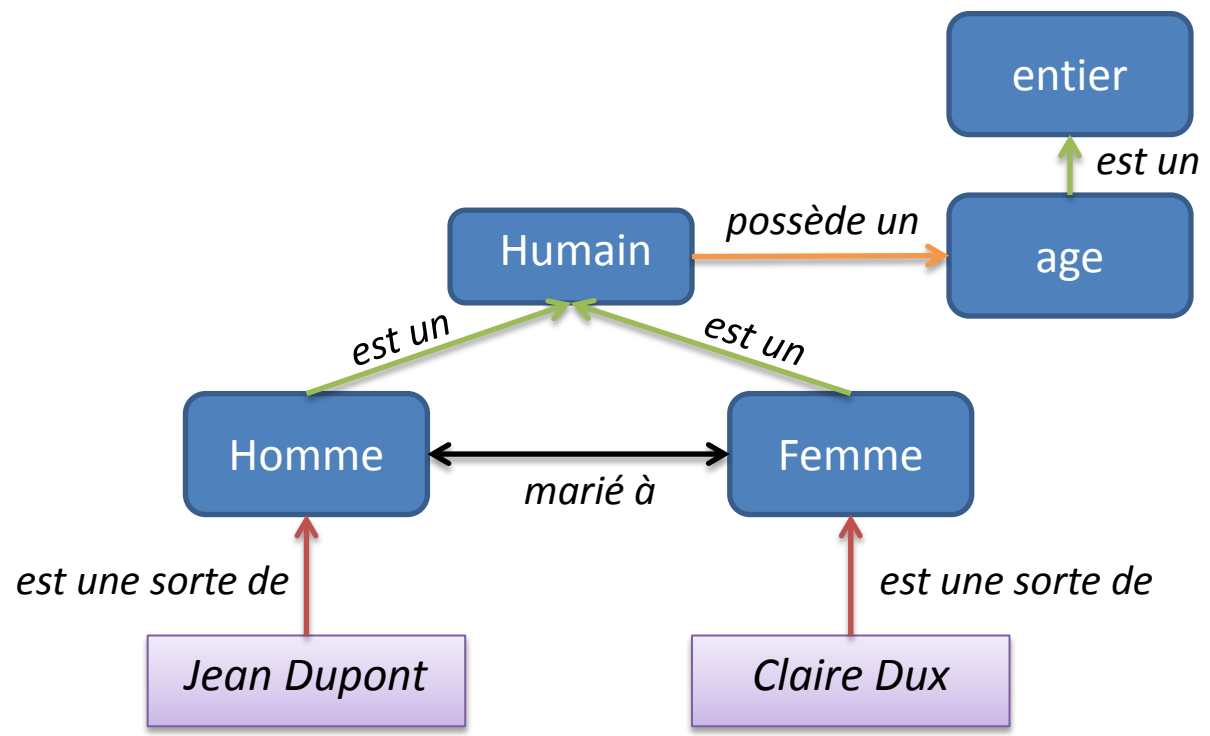 entier
est un
possède un
Humain
age
est un
est un
Homme
Femme
marié à
est une sorte de
est une sorte de
Jean Dupont
Claire Dux